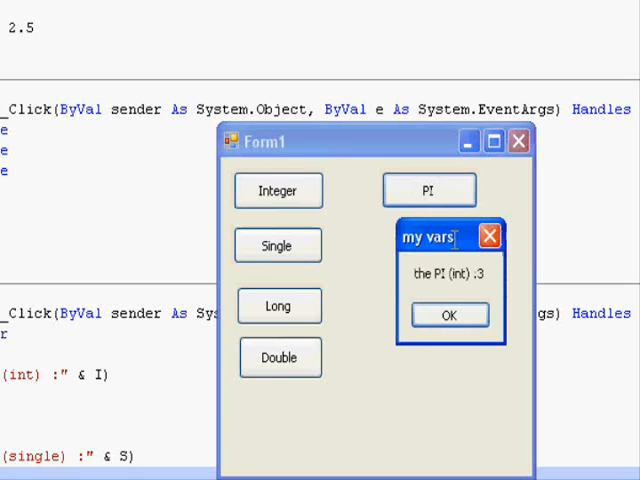 2.5
_Click(ByVal sender As System.Object, ByVal e As System.EventArgs) Handles
e
e
e
Form1
Integer
PI
Single
my vars
the PI (int) :3
OK
Long
_Click(ByVal sender As Sys
gs) Handles
r
Double
(int) :" & I)
(single) :" & S)